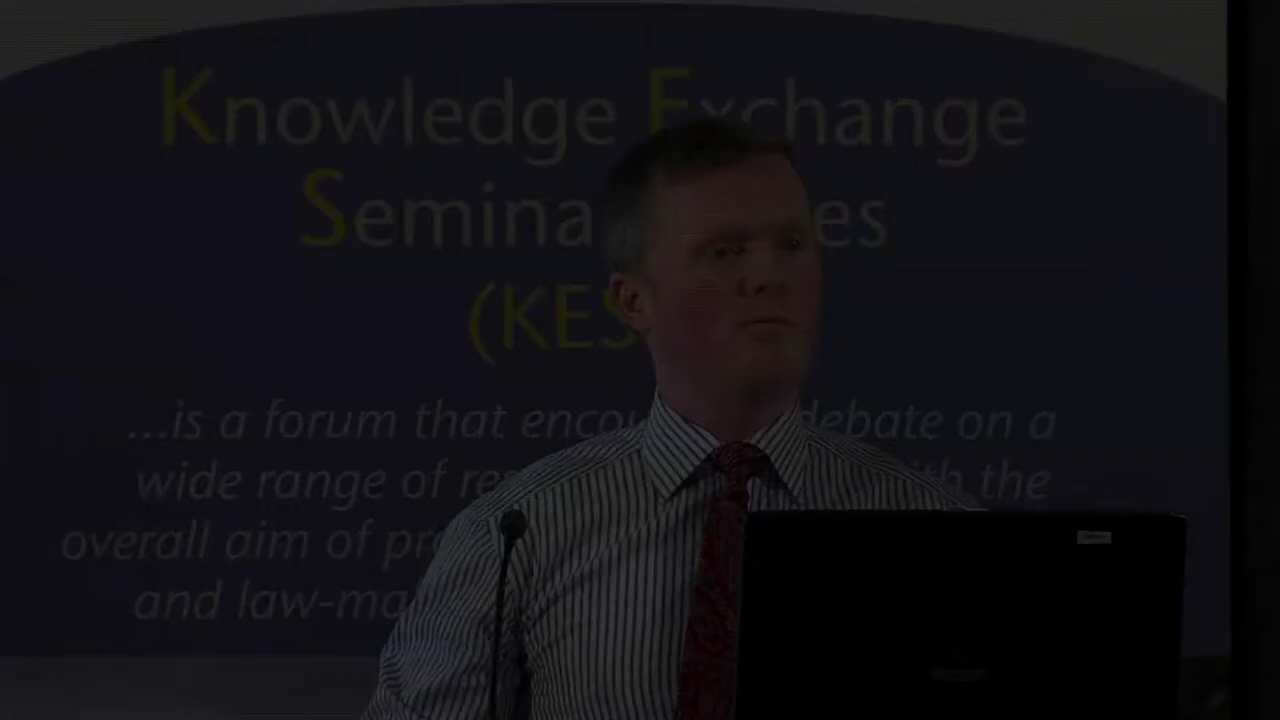 Knowledge Exchange
Semina es
(KES
...is a forum that encou debate on a
wide range of re th the
overall aim of pr
and law-ma